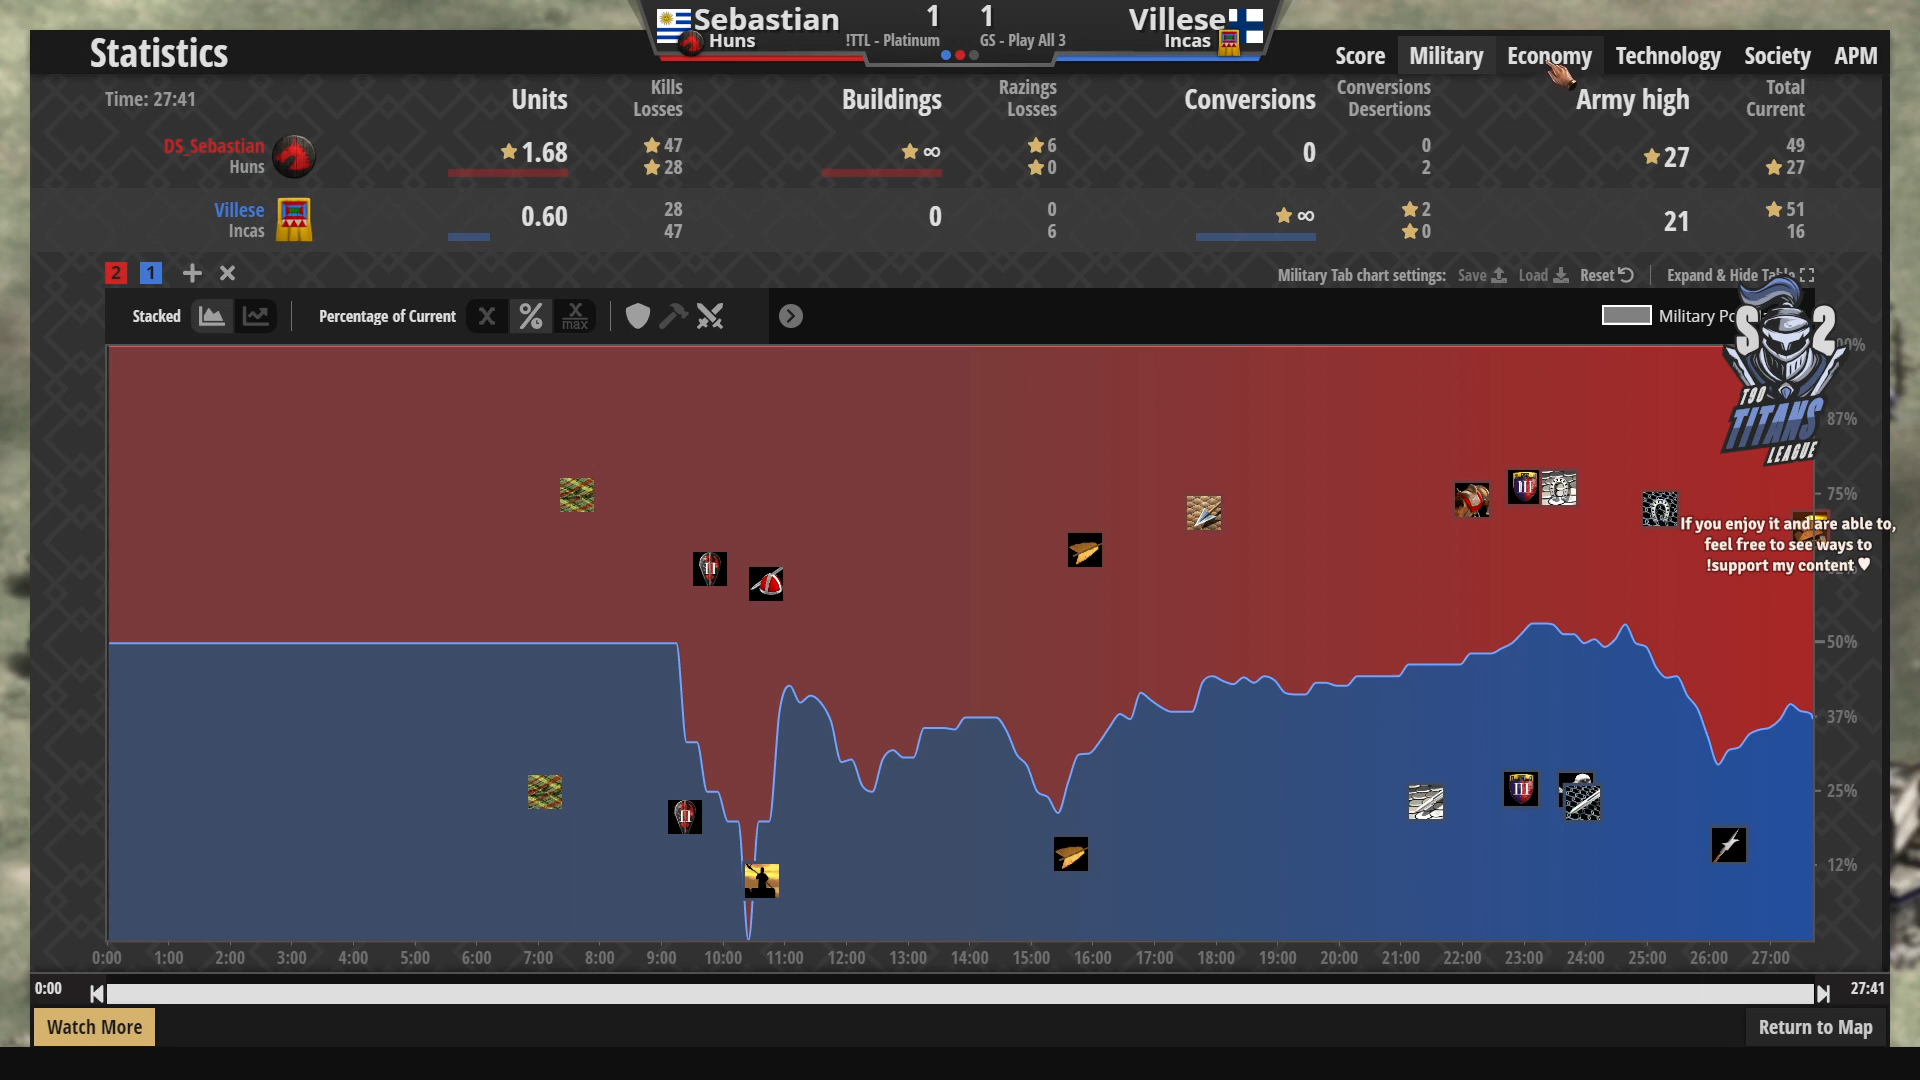 Sebastian
1
1
Villese
Huns
!TTL - Platinum
GS - Play All 3
Incas
Statistics
Score
Military
Economy
Technology
Society
APM
Time: 27:41
Units
Kills
Losses
Buildings
Razings
Losses
Conversions
Conversions
Desertions
Army high
Total
Current
DS_Sebastian
Huns
1.68
47
28
∞
6
0
0
0
2
27
49
27
Villese
Incas
0.60
28
47
0
0
6
∞
2
0
21
51
16
2
1
Military Tab chart settings:
Save
Load
Reset
Expand & Hide Table
Stacked
Percentage of Current
X
%
X
max
Military Po
S 2
T90
TITANS
LEAGUE
87%
75%
If you enjoy it and are able to,
feel free to see ways to
!support my content ♥
50%
37%
25%
12%
II
III
II
III
0:00
1:00
2:00
3:00
4:00
5:00
6:00
7:00
8:00
9:00
10:00
11:00
12:00
13:00
14:00
15:00
16:00
17:00
18:00
19:00
20:00
21:00
22:00
23:00
24:00
25:00
26:00
27:00
0:00
27:41
Watch More
Return to Map